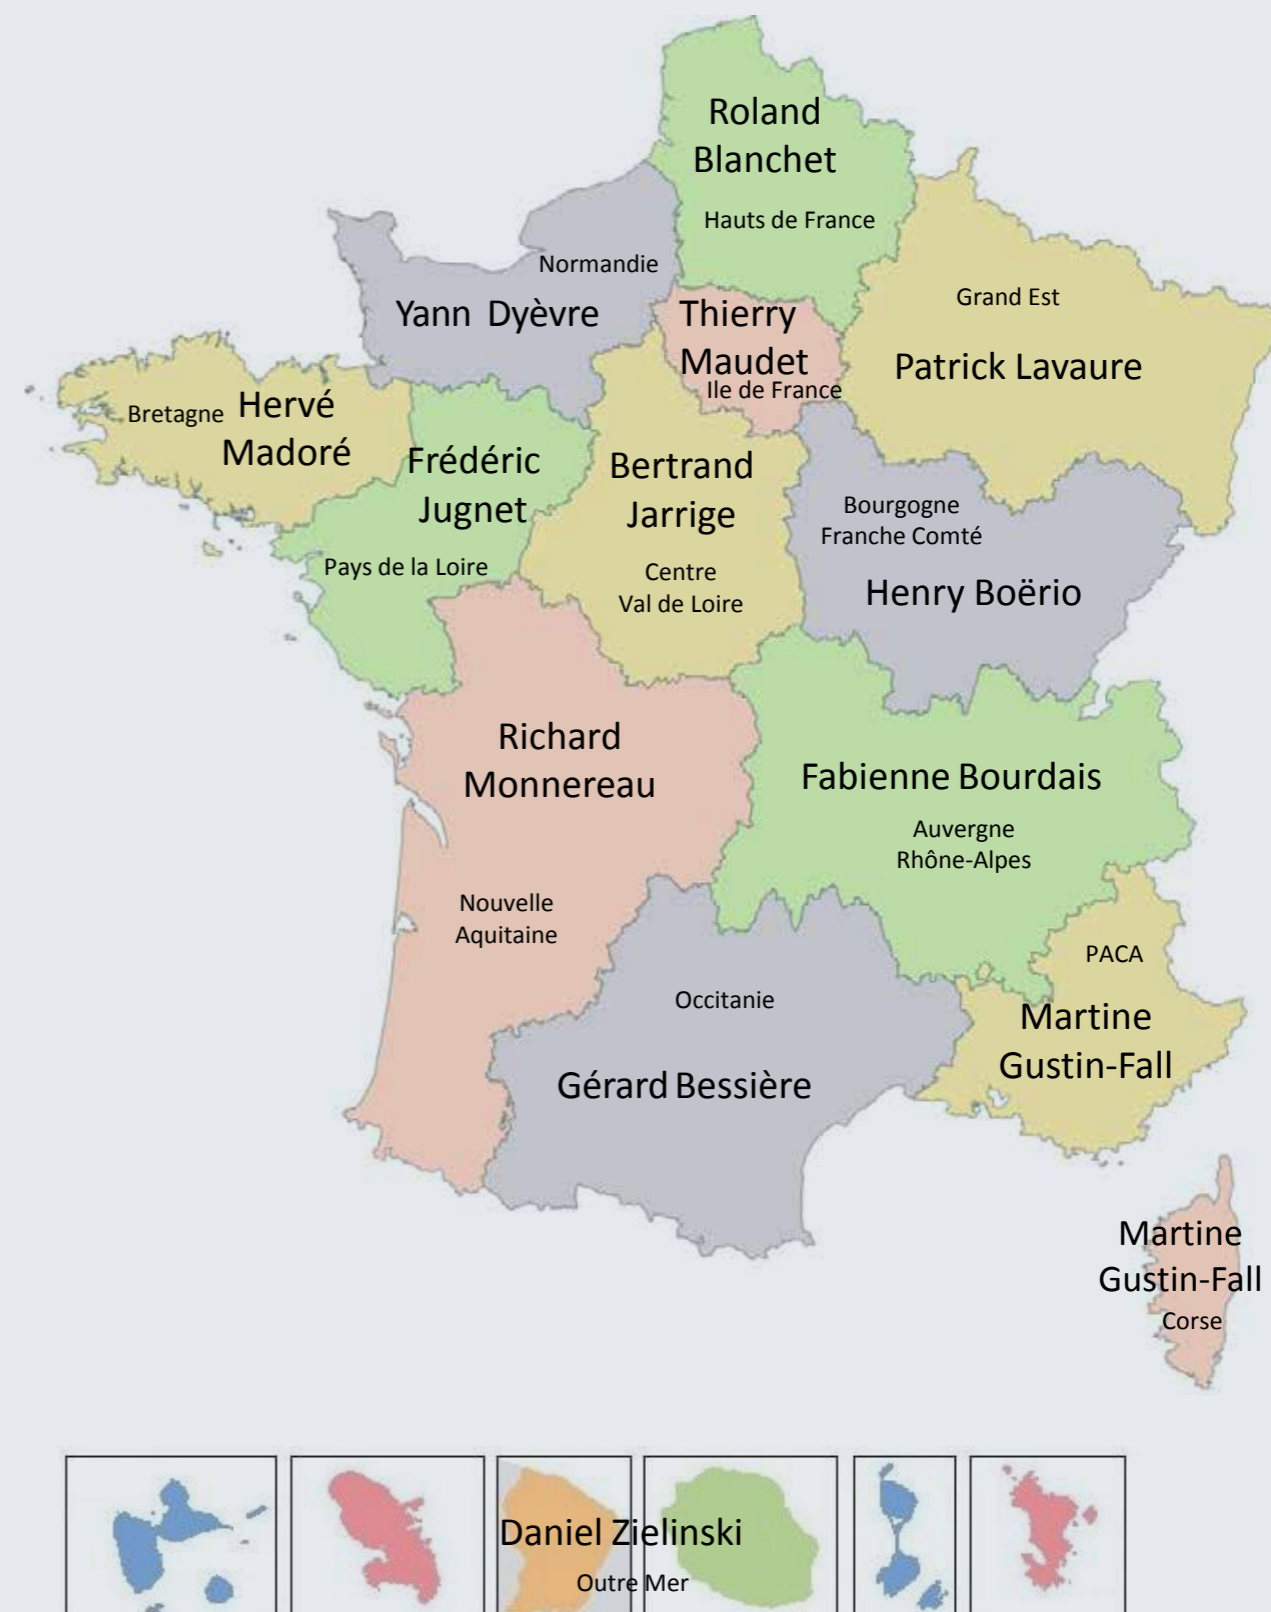 Roland
Blanchet
Hauts de France
Normandie
Yann Dyèvre
Thierry
Maudet
Ile de France
Grand Est
Patrick Lavaure
Bretagne
Hervé
Madoré
Frédéric
Jugnet
Pays de la Loire
Bertrand
Jarrige
Centre
Val de Loire
Bourgogne
Franche Comté
Henry Boërio
Richard
Monnereau
Nouvelle
Aquitaine
Fabienne Bourdais
Auvergne
Rhône-Alpes
PACA
Martine
Gustin-Fall
Occitanie
Gérard Bessière
Martine
Gustin-Fall
Corse
Daniel Zielinski
Outre Mer